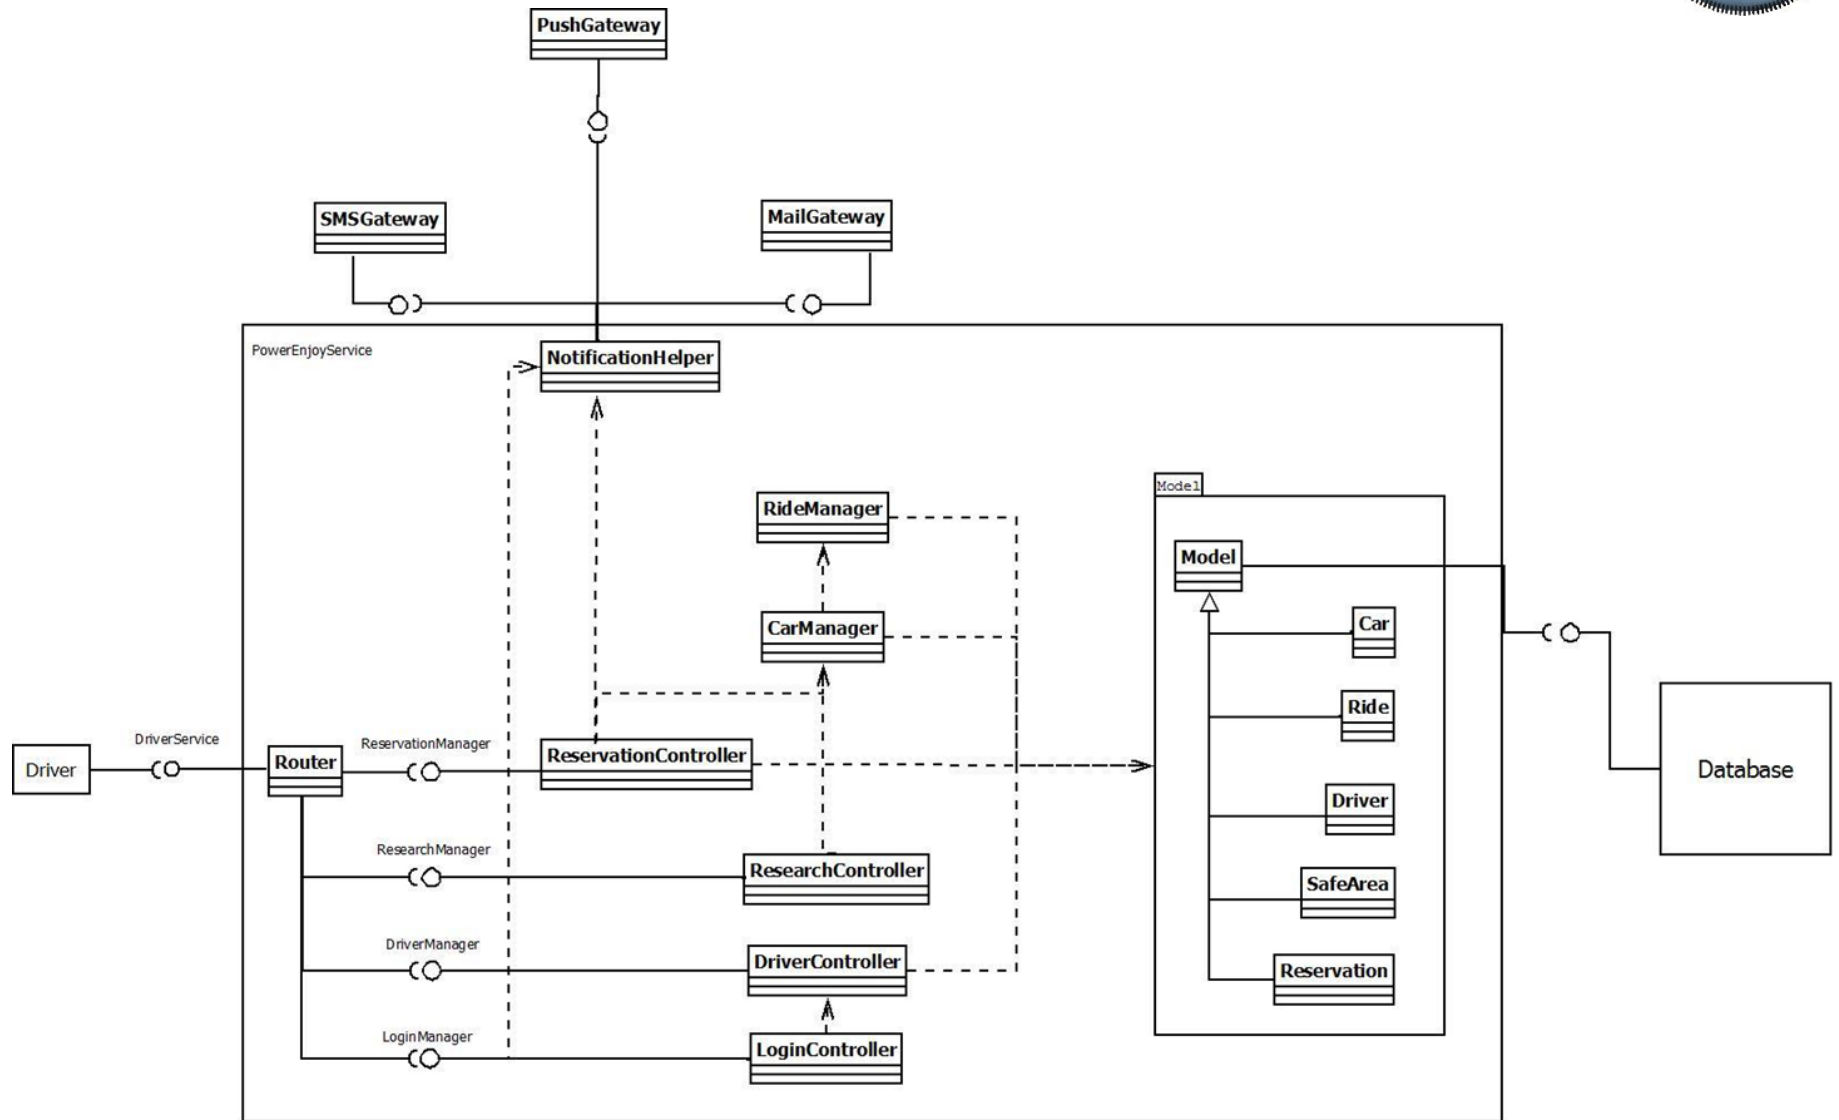 PushGateway
SMSGateway
MailGateway
PowerEnjoyService
NotificationHelper
RideManager
Model
Model
CarManager
Car
Ride
DriverService
ReservationManager
Driver
Router
ReservationController
Database
Driver
ResearchManager
ResearchController
SafeArea
DriverManager
DriverController
Reservation
LoginManager
LoginController